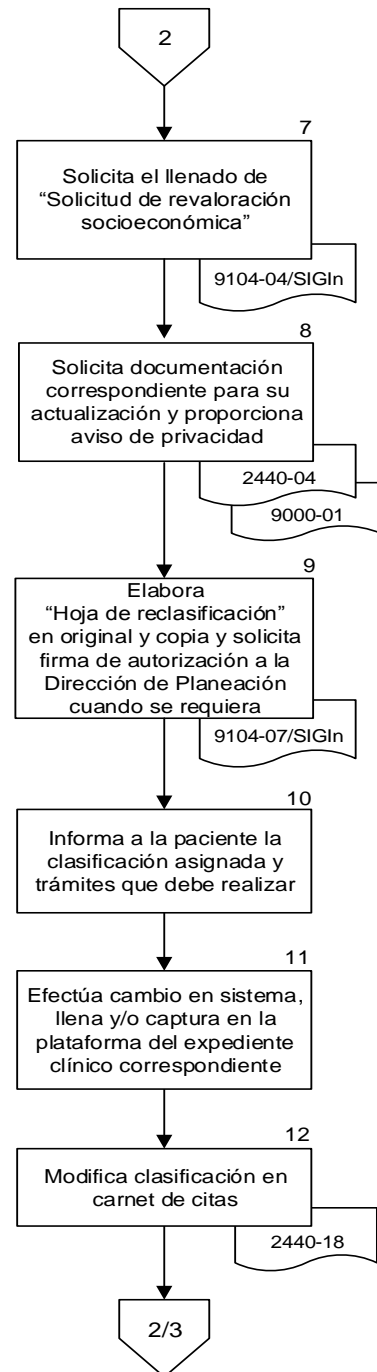 2
7
Solicita el llenado de
“Solicitud de revaloración
socioeconómica”
9104-04/SIGIn
8
Solicita documentación
correspondiente para su
actualización y proporciona
aviso de privacidad
2440-04
9000-01
9
Elabora
“Hoja de reclasificación”
en original y copia y solicita
firma de autorización a la
Dirección de Planeación
cuando se requiera
9104-07/SIGIn
10
Informa a la paciente la
clasificación asignada y
trámites que debe realizar
11
Efectúa cambio en sistema,
llena y/o captura en la
plataforma del expediente
clínico correspondiente
12
Modifica clasificación en
carnet de citas
2440-18
2/3